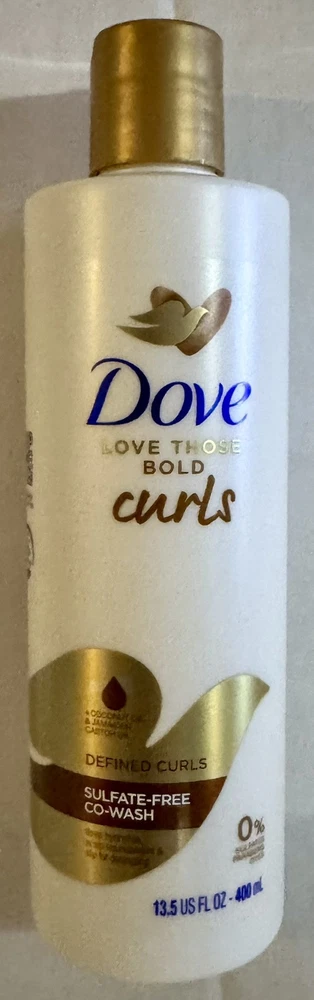 Dove
LOVE THOSE
BOLD
curls
+ COCONUT OIL
& JAMAICAN
CASTOR OIL
DEFINED CURLS
SULFATE-FREE
CO-WASH
0%
13.5 US FL OZ - 400 mL